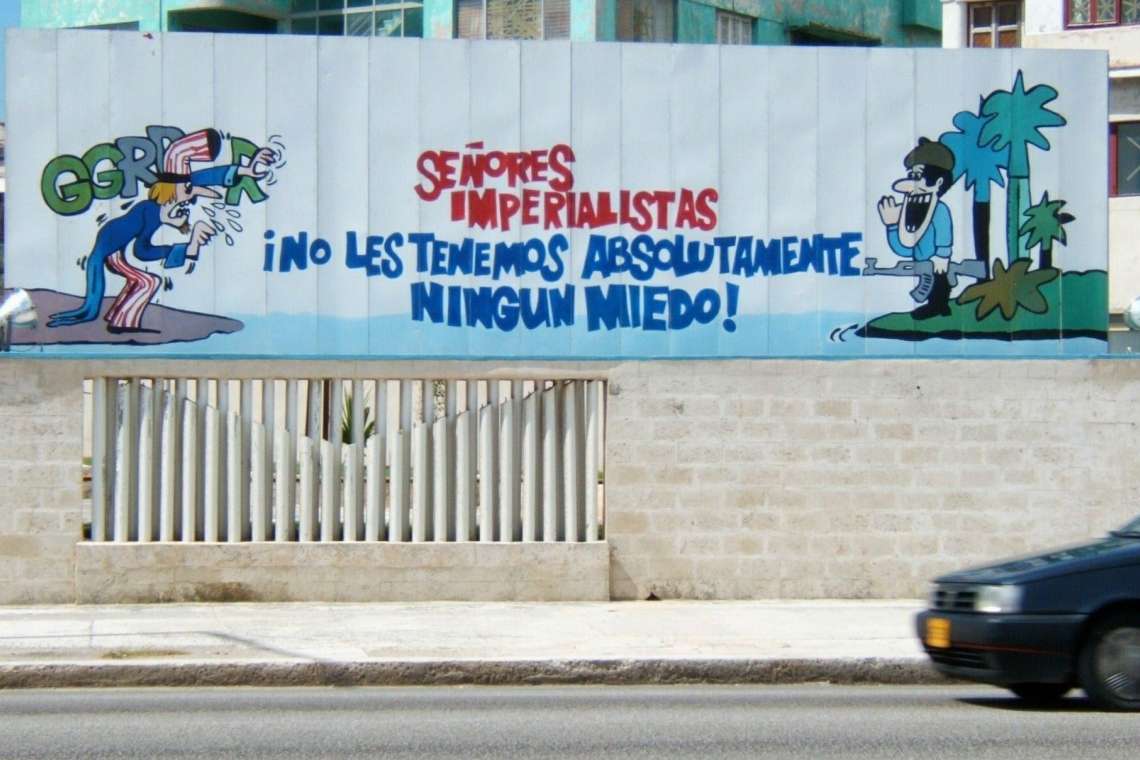 GGRRR
SEÑORES
IMPERIALISTAS
¡NO LES TENEMOS ABSOLUTAMENTE
NINGUN MIEDO!